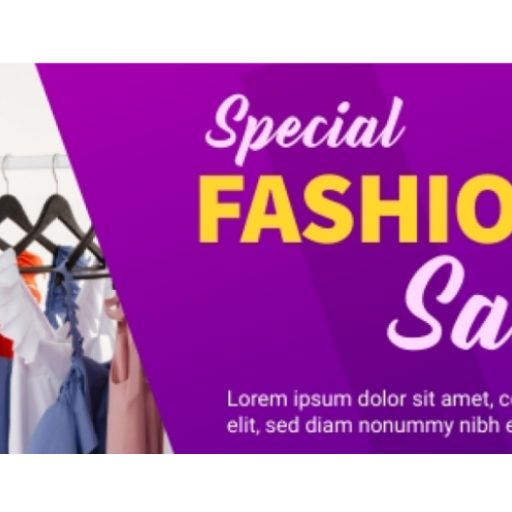 Special
FASHIO
Sa
Lorem ipsum dolor sit amet, c
elit, sed diam nonummy nibh e